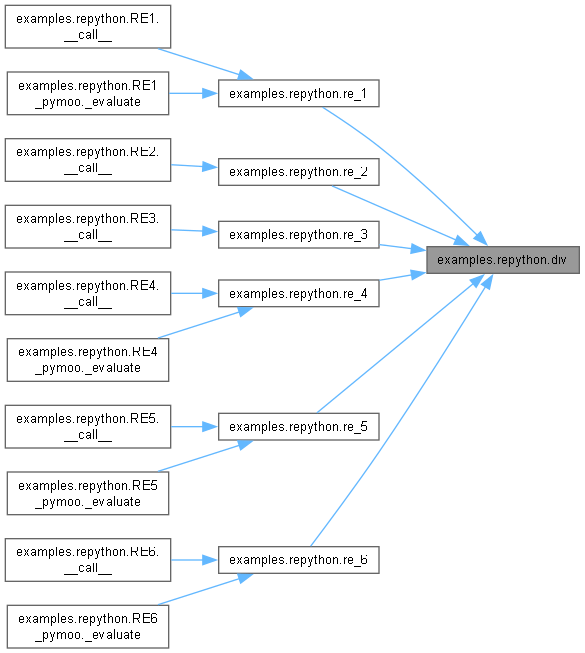 examples.repython.RE1.
__call__
examples.repython.RE1
_pymoo._evaluate
examples.repython.re_1
examples.repython.RE2.
__call__
examples.repython.re_2
examples.repython.RE3.
__call__
examples.repython.re_3
examples.repython.div
examples.repython.RE4.
__call__
examples.repython.re_4
examples.repython.RE4
_pymoo._evaluate
examples.repython.RE5.
__call__
examples.repython.re_5
examples.repython.RE5
_pymoo._evaluate
examples.repython.RE6.
__call__
examples.repython.re_6
examples.repython.RE6
_pymoo._evaluate